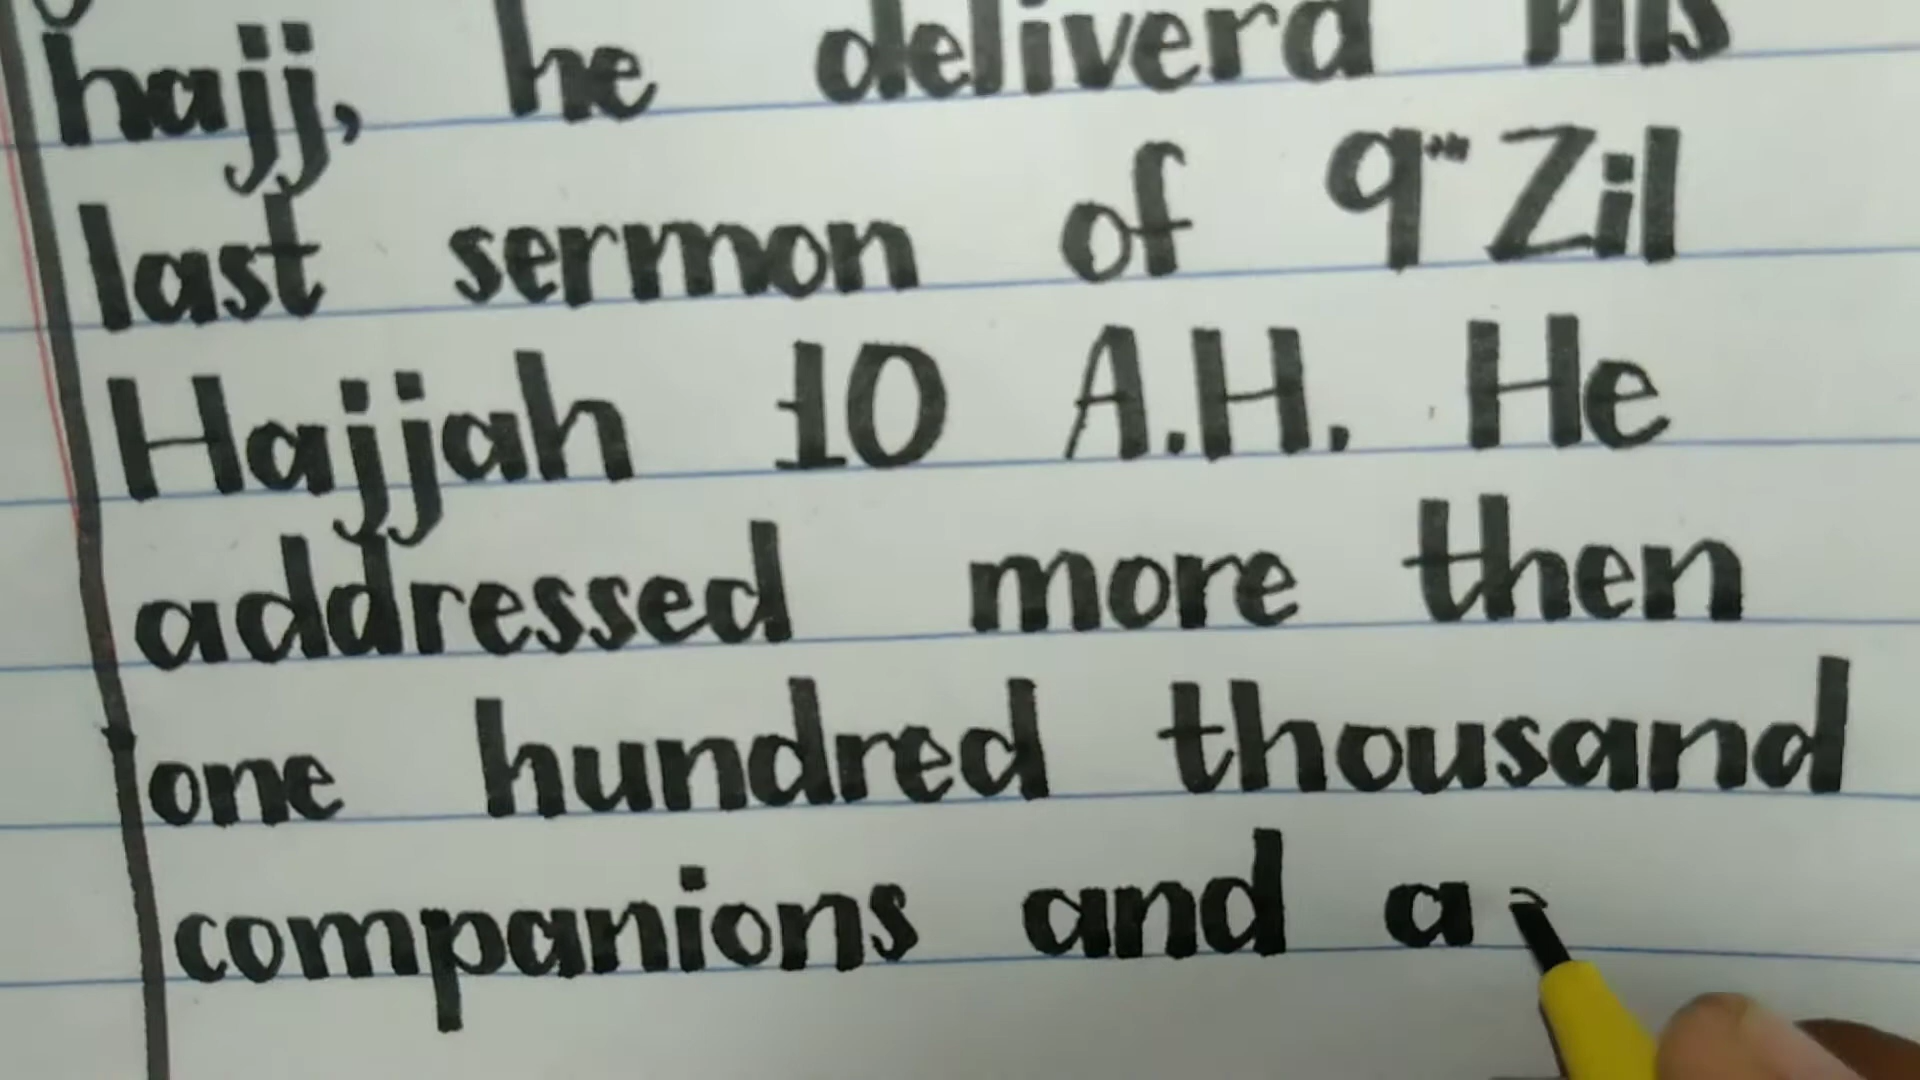 hajj, he deliverd his
last sermon of 9th Zil
Hajjah 10 A.H. He
addressed more then
one hundred thousand
companions and a